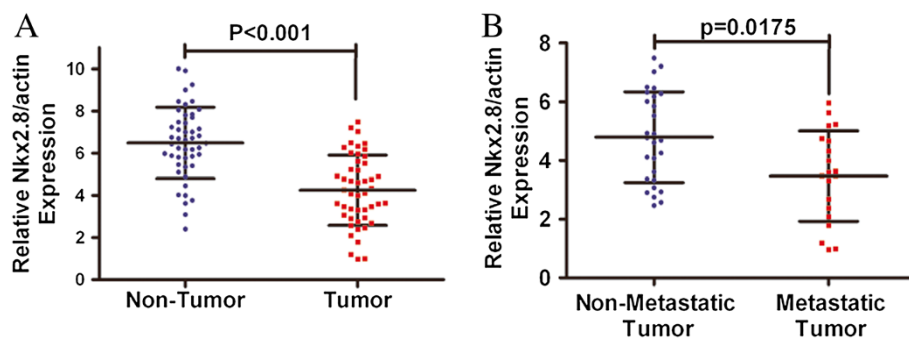 A
P<0.001
Relative Nkx2.8/actin
Expression
10
8
6
4
2
0
Non-Tumor
Tumor
B
p=0.0175
Relative Nkx2.8/actin
Expression
8
6
4
2
0
Non-Metastatic
Tumor
Metastatic
Tumor